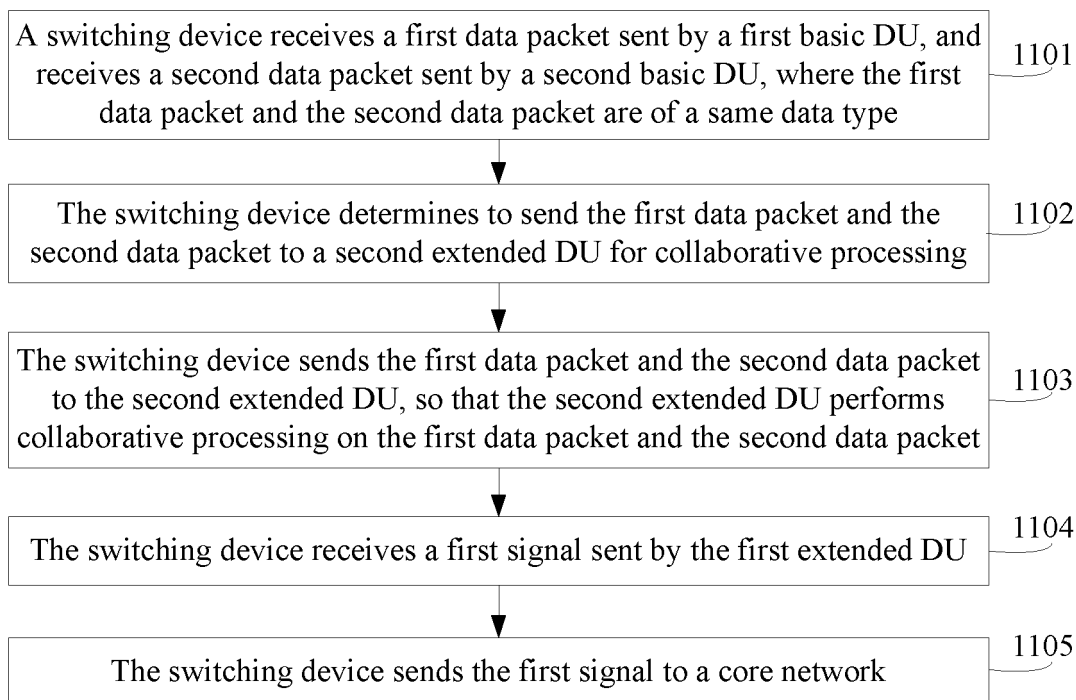 A switching device receives a first data packet sent by a first basic DU, and
receives a second data packet sent by a second basic DU, where the first
data packet and the second data packet are of a same data type
1101
The switching device determines to send the first data packet and the
second data packet to a second extended DU for collaborative processing
1102
The switching device sends the first data packet and the second data packet
to the second extended DU, so that the second extended DU performs
collaborative processing on the first data packet and the second data packet
1103
The switching device receives a first signal sent by the first extended DU
1104
The switching device sends the first signal to a core network
1105